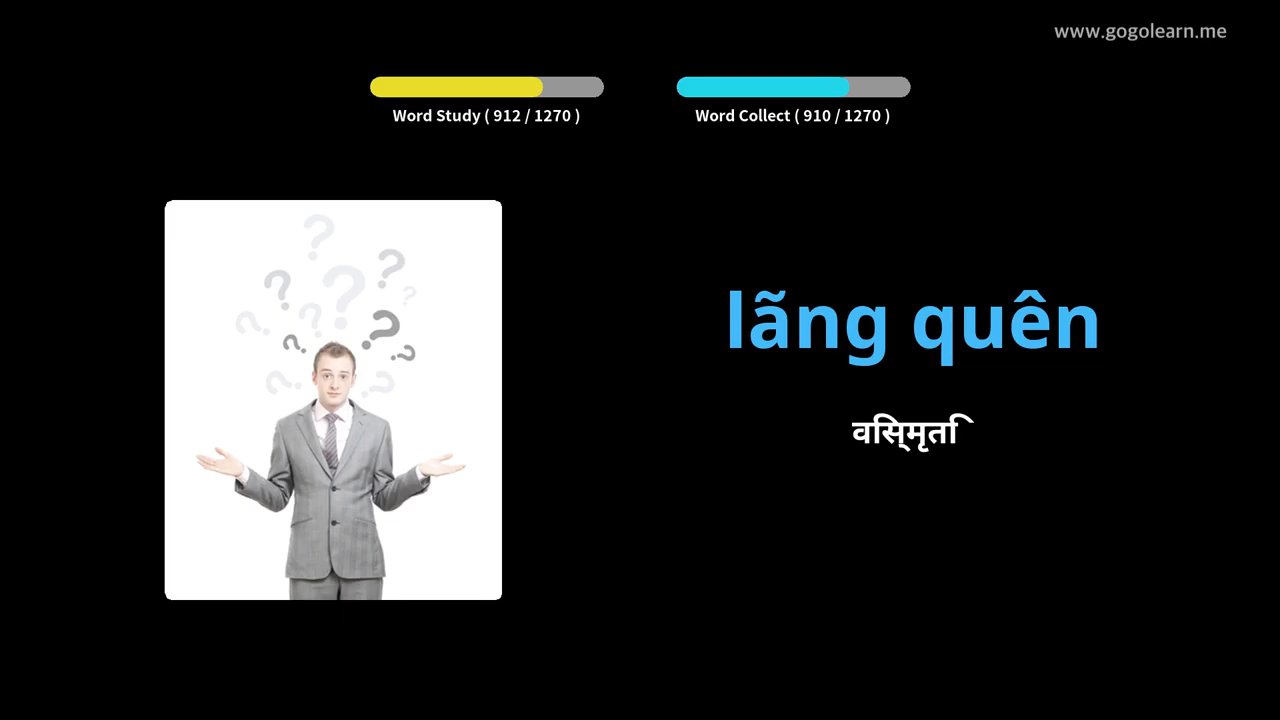 www.gogolearn.me
Word Study ( 912 / 1270 )
Word Collect ( 910 / 1270 )
lãng quên
विस्मृति